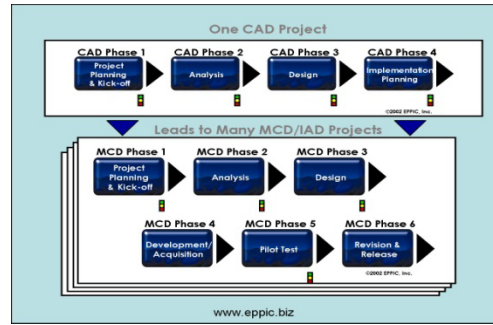 One CAD Project
CAD Phase 1 CAD Phase 2 CAD Phase 3 CAD Phase 4
Project
Planning
& Kick-off
Analysis
Design
Implementation
Planning
©2002 EPPIC, Inc.
Leads to Many MCD/IAD Projects
MCD Phase 1 MCD Phase 2 MCD Phase 3
Project
Planning
& Kick-off
Analysis
Design
MCD Phase 4 MCD Phase 5 MCD Phase 6
Development/
Acquisition
Pilot Test
Revision &
Release
©2002 EPPIC, Inc.
www.eppic.biz